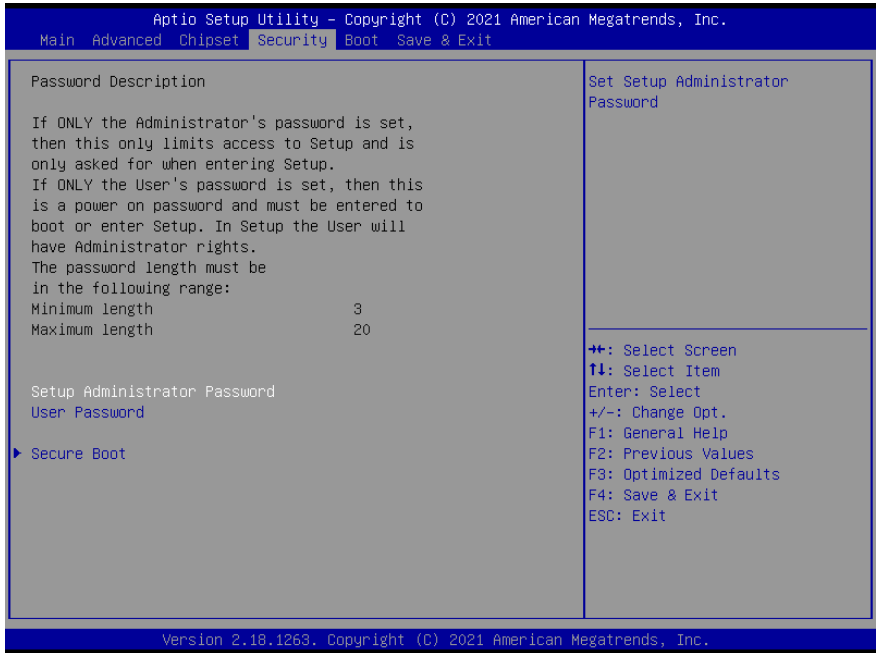 Aptio Setup Utility – Copyright (C) 2021 American Megatrends, Inc.
Main Advanced Chipset Security Boot Save & Exit
Password Description
If ONLY the Administrator's password is set,
then this only limits access to Setup and is
only asked for when entering Setup.
If ONLY the User's password is set, then this
is a power on password and must be entered to
boot or enter Setup. In Setup the User will
have Administrator rights.
The password length must be
in the following range:
Minimum length 3
Maximum length 20
Setup Administrator Password
User Password
Secure Boot
Set Setup Administrator
Password
→←: Select Screen
↑↓: Select Item
Enter: Select
+/-: Change Opt.
F1: General Help
F2: Previous Values
F3: Optimized Defaults
F4: Save & Exit
ESC: Exit
Version 2.18.1263. Copyright (C) 2021 American Megatrends, Inc.